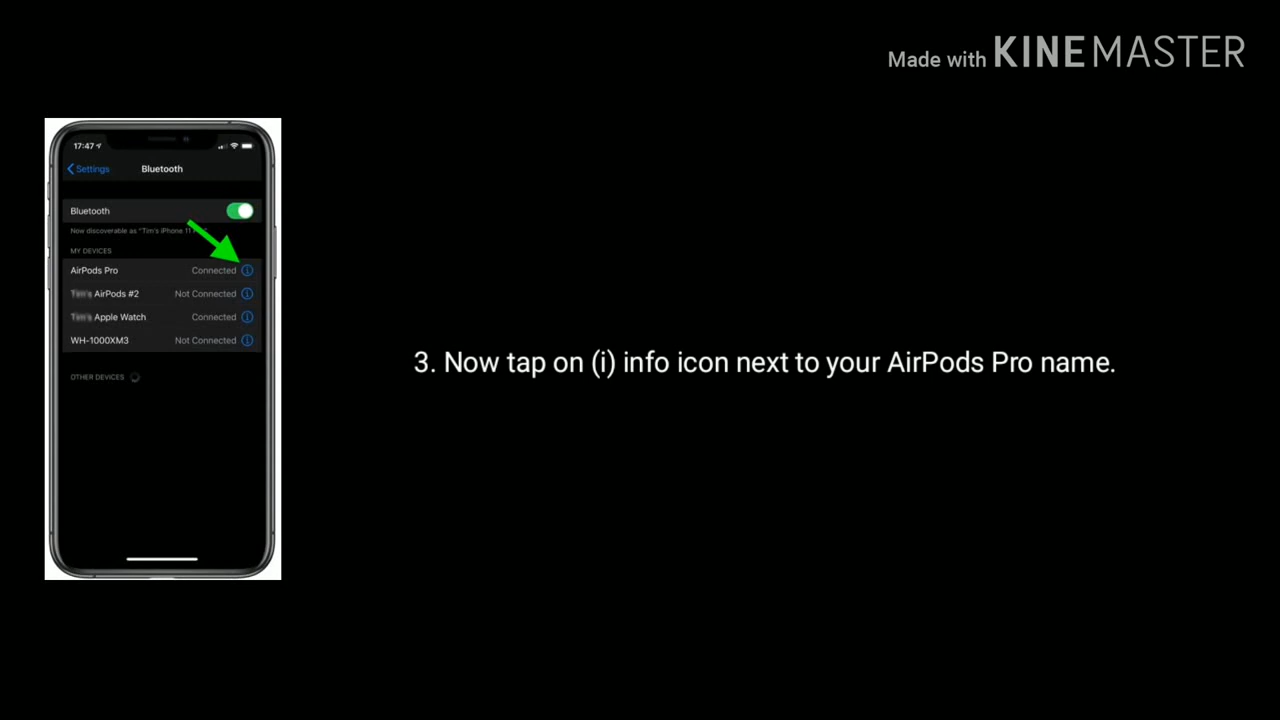 Made with KINEMASTER
17:47
Settings
Bluetooth
Bluetooth
Now discoverable as "Tim's iPhone 11
MY DEVICES
AirPods Pro Connected
Tim's AirPods #2 Not Connected
Tim's Apple Watch Connected
WH-1000XM3 Not Connected
OTHER DEVICES
3. Now tap on (i) info icon next to your AirPods Pro name.